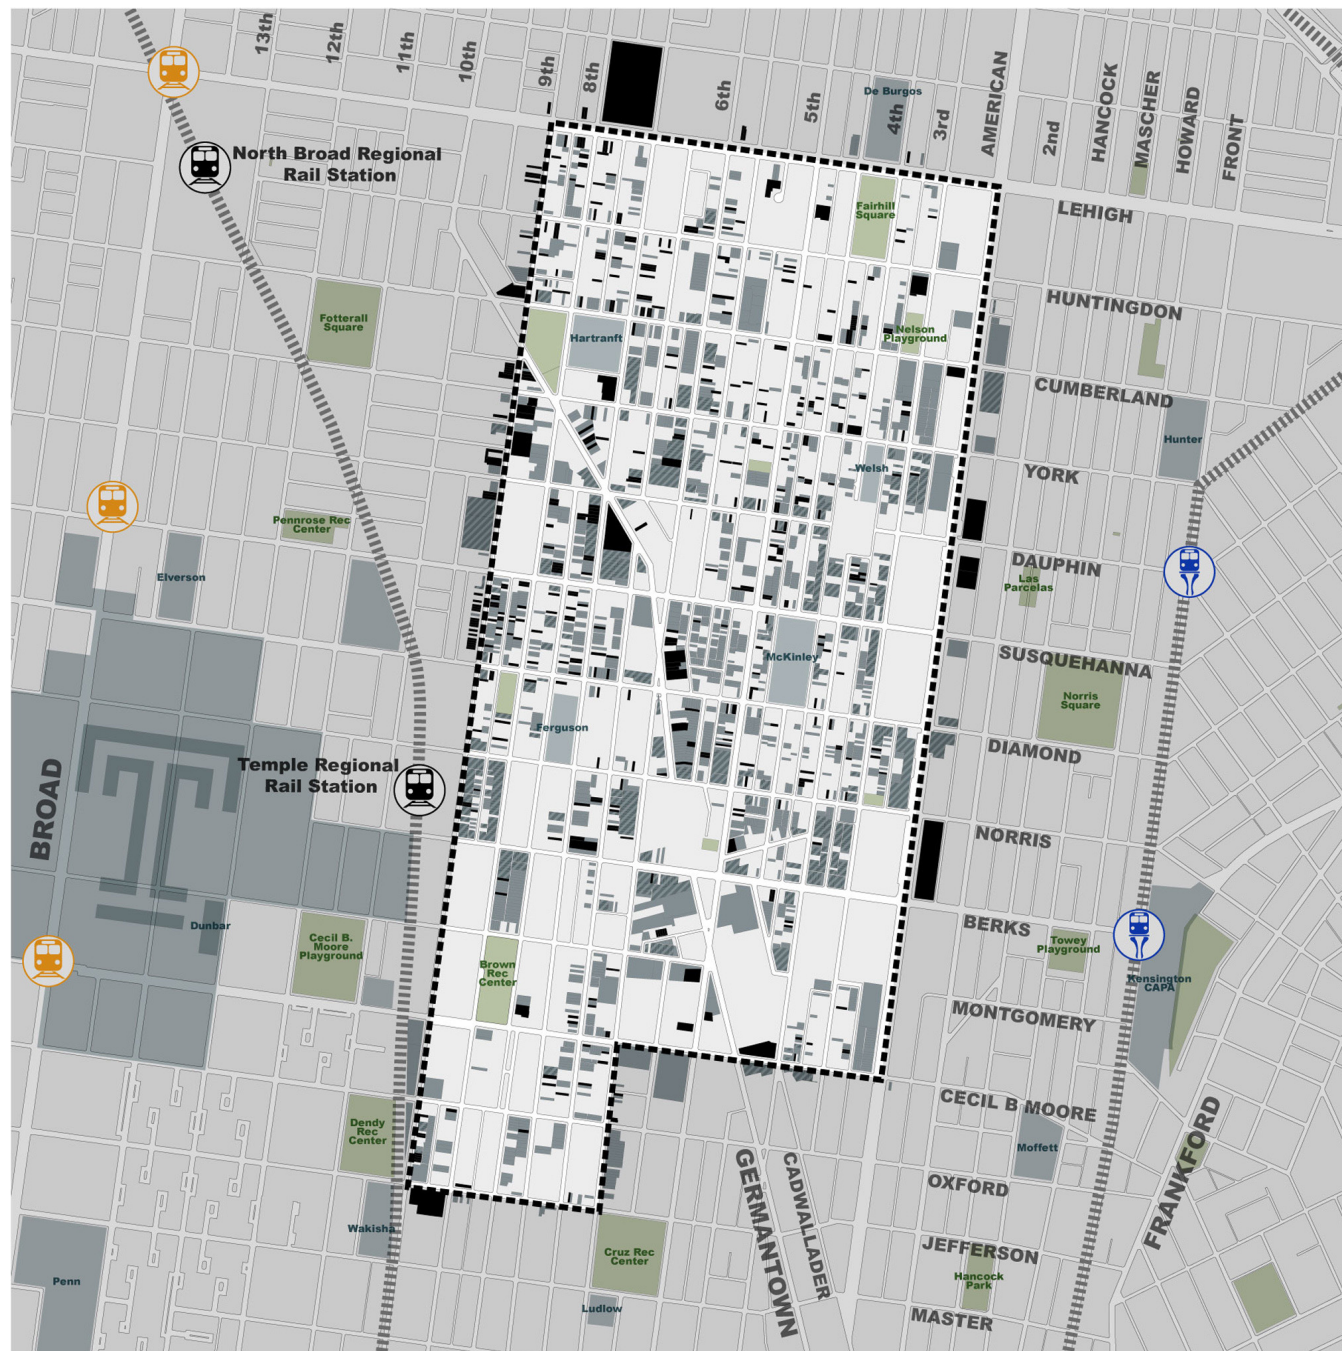 13th
12th
11th
10th
9th
8th
6th
5th
4th
3rd
AMERICAN
2nd
HANCOCK
MASCHER
HOWARD
FRONT
De Burgos
North Broad Regional
Rail Station
LEHIGH
Fairhill
Square
HUNTINGDON
Fotterall
Square
Hartranft
Nelson
Playground
CUMBERLAND
Hunter
YORK
Welsh
Pennrose Rec
Center
DAUPHIN
Las
Parcelas
Elverson
SUSQUEHANNA
McKinley
Norris
Square
Ferguson
DIAMOND
Temple Regional
Rail Station
BROAD
NORRIS
BERKS
Dunbar
Cecil B.
Moore
Playground
Towey
Playground
Brown
Rec
Center
Kensington
CAPA
MONTGOMERY
CECIL B MOORE
Dendy
Rec
Center
Moffett
FRANKFORD
OXFORD
GERMANTOWN
CADWALLADER
Wakisha
JEFFERSON
Cruz Rec
Center
Hancock
Park
Penn
Ludlow
MASTER